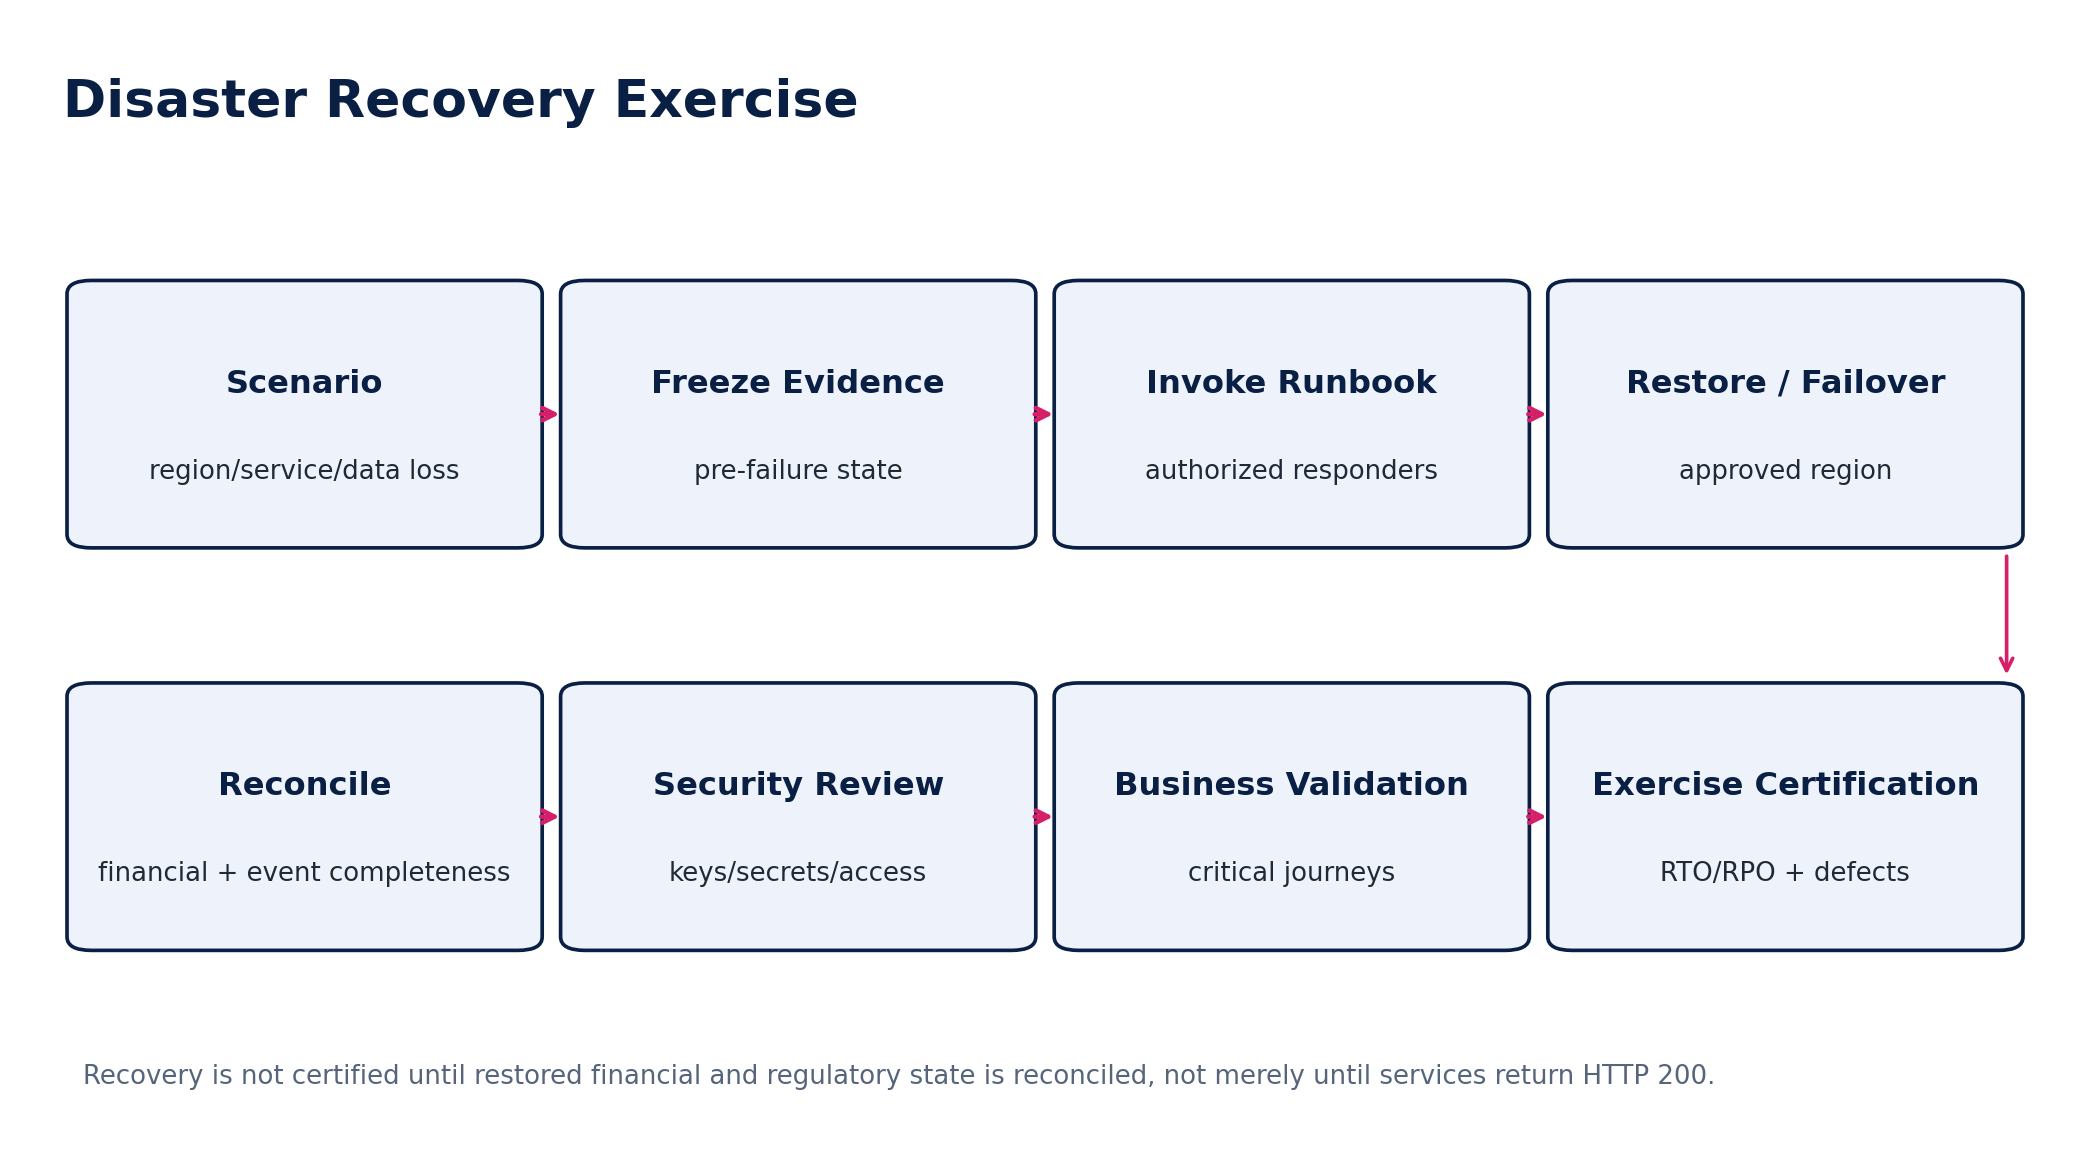 Disaster Recovery Exercise
Scenario
region/service/data loss
Freeze Evidence
pre-failure state
Invoke Runbook
authorized responders
Restore / Failover
approved region
Reconcile
financial + event completeness
Security Review
keys/secrets/access
Business Validation
critical journeys
Exercise Certification
RTO/RPO + defects
Recovery is not certified until restored financial and regulatory state is reconciled, not merely until services return HTTP 200.